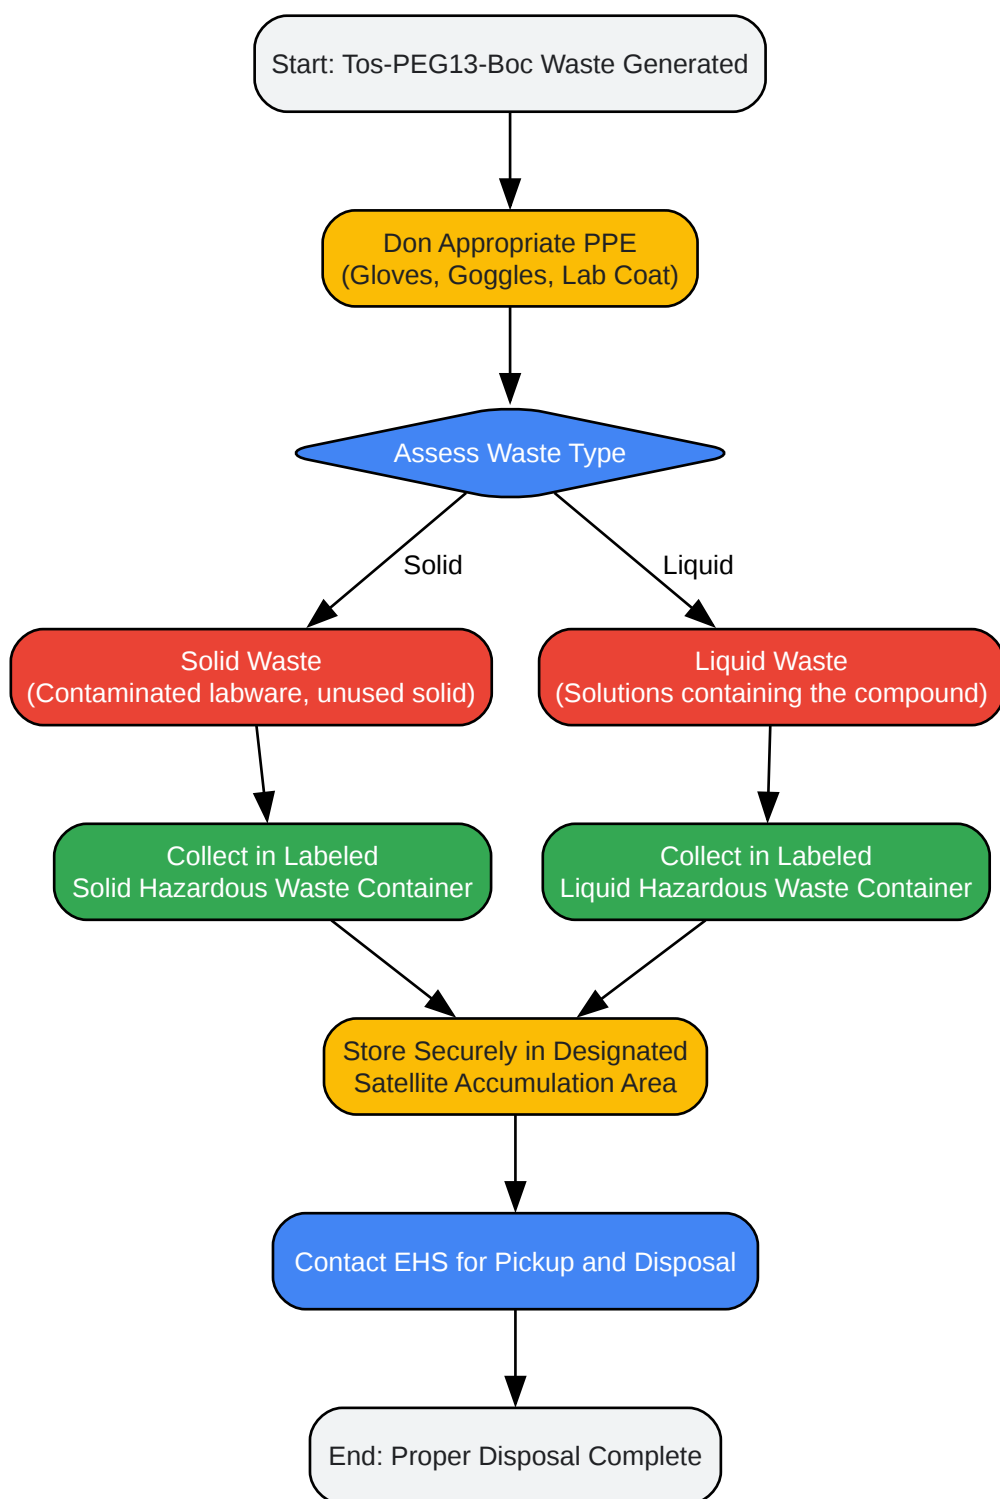 Start: Tos-PEG13-Boc Waste Generated
Don Appropriate PPE
(Gloves, Goggles, Lab Coat)
Assess Waste Type
Solid
Liquid
Solid Waste
(Contaminated labware, unused solid)
Liquid Waste
(Solutions containing the compound)
Collect in Labeled
Solid Hazardous Waste Container
Collect in Labeled
Liquid Hazardous Waste Container
Store Securely in Designated
Satellite Accumulation Area
Contact EHS for Pickup and Disposal
End: Proper Disposal Complete